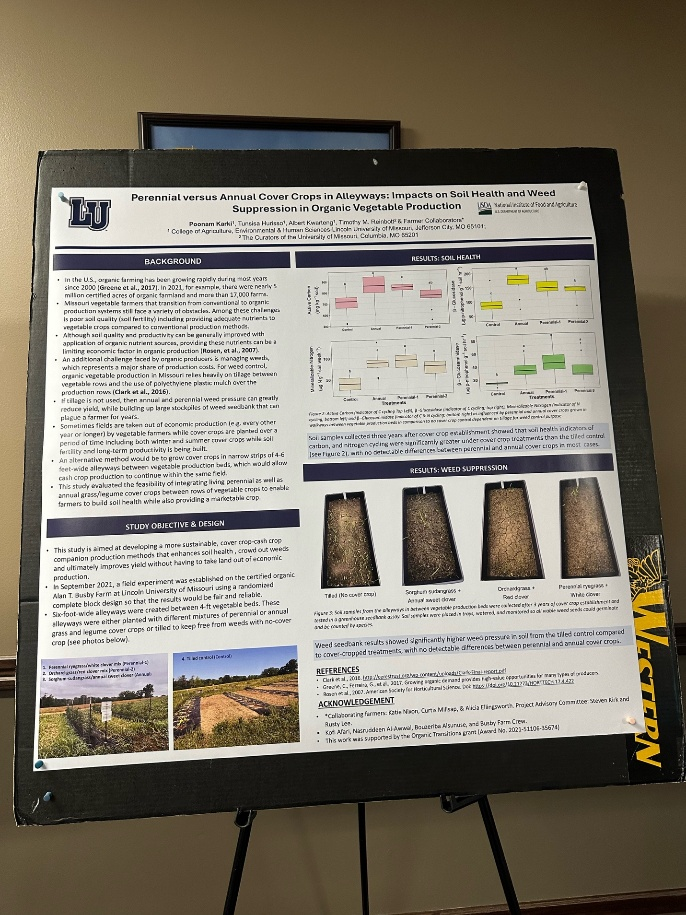 LU
Perennial versus Annual Cover Crops in Alleyways: Impacts on Soil Health and Weed
Suppression in Organic Vegetable Production
USDA National Institute of Food and Agriculture
U.S. DEPARTMENT OF AGRICULTURE
Poonam Karki¹, Tunsisa Hurisso¹, Albert Kwarteng¹, Timothy M. Reinbott² & Farmer Collaborators*
¹ College of Agriculture, Environmental & Human Sciences Lincoln University of Missouri, Jefferson City, MO 65101;
² The Curators of the University of Missouri, Columbia, MO 65201
BACKGROUND
• In the U.S., organic farming has been growing rapidly during most years
since 2000 (Greene et al., 2017). In 2021, for example, there were nearly 5
million certified acres of organic farmland and more than 17,000 farms.
• Missouri vegetable farmers that transition from conventional to organic
production systems still face a variety of obstacles. Among these challenges
is poor soil quality (soil fertility) including providing adequate nutrients to
vegetable crops compared to conventional production methods.
• Although soil quality and productivity can be generally improved with
application of organic nutrient sources, providing these nutrients can be a
limiting economic factor in organic production (Rosen, et al., 2007).
• An additional challenge faced by organic producers is managing weeds,
which represents a major share of production costs. For weed control,
organic vegetable production in Missouri relies heavily on tillage between
vegetable rows and the use of polyethylene plastic mulch over the
production rows (Clark et al., 2016).
• If tillage is not used, then annual and perennial weed pressure can greatly
reduce yield, while building up large stockpiles of weed seedbank that can
plague a farmer for years.
• Sometimes fields are taken out of economic production (e.g. every other
year or longer) by vegetable farmers while cover crops are planted over a
period of time including both winter and summer cover crops while soil
fertility and long-term productivity is being built.
• An alternative method would be to grow cover crops in narrow strips of 4-6
feet-wide alleyways between vegetable production beds, which would allow
cash crop production to continue within the same field.
• This study evaluated the feasibility of integrating living perennial as well as
annual grass/legume cover crops between rows of vegetable crops to enable
farmers to build soil health while also providing a marketable crop.
STUDY OBJECTIVE & DESIGN
• This study is aimed at developing a more sustainable, cover crop-cash crop
companion production methods that enhances soil health, crowd out weeds
and ultimately improves yield without having to take land out of economic
production.
• In September 2021, a field experiment was established on the certified organic
Alan T. Busby Farm at Lincoln University of Missouri using a randomized
complete block design so that the results would be fair and reliable.
• Six-foot-wide alleyways were created between 4-ft vegetable beds. These
alleyways were either planted with different mixtures of perennial or annual
grass and legume cover crops or tilled to keep free from weeds with no-cover
crop (see photos below).
1. Perennial ryegrass/white clover mix (Perennial-1)
2. Orchardgrass/red clover mix (Perennial-2)
3. Sorghum-sudangrass/annual sweet clover (Annual)
4. Tilled control (Control)
RESULTS: SOIL HEALTH
Control Annual Perennial-1 Perennial-2
Control Annual Perennial-1 Perennial-2
Control Annual Perennial-1 Perennial-2
Treatments
Control Annual Perennial-1 Perennial-2
Treatments
Soil samples collected three years after cover crop establishment showed that soil health indicators of
carbon, and nitrogen cycling were significantly greater under cover crop treatments than the tilled control
(see Figure 2), with no detectable differences between perennial and annual cover crops in most cases.
RESULTS: WEED SUPPRESSION
Tilled (No cover crop)
Sorghum sudangrass +
Annual sweet clover
Orchardgrass +
Red clover
Perennial ryegrass +
White clover
Figure 3: Soil samples from the alleyways in between vegetable production beds were collected after 3 years of cover crop establishment and
tested in a greenhouse seedbank assay. Soil samples were placed in trays, watered, and monitored so all viable weed seeds could germinate
and be counted by species.
Weed seedbank results showed significantly higher weed pressure in soil from the tilled control compared
to cover-cropped treatments, with no detectable differences between perennial and annual cover crops.
REFERENCES
• Clark et al., 2016.
• Greene, C., Ferreira, G., et al., 2017. Growing organic demand provides high-value opportunities for many types of producers.
• Rosen et al., 2007. American Society for Horticultural Science.
ACKNOWLEDGEMENT
• *Collaborating farmers: Katie Nixon, Curtis Millsap, & Alicia Ellingsworth. Project Advisory Committee: Steven Kirk and
Rusty Lee.
• Kofi Afari, Nasruddeen Al-Awwal, Bouzeriba Alsunuse, and Busby Farm Crew.
• This work was supported by the Organic Transitions grant (Award No. 2021-51106-35674)
WESTERN